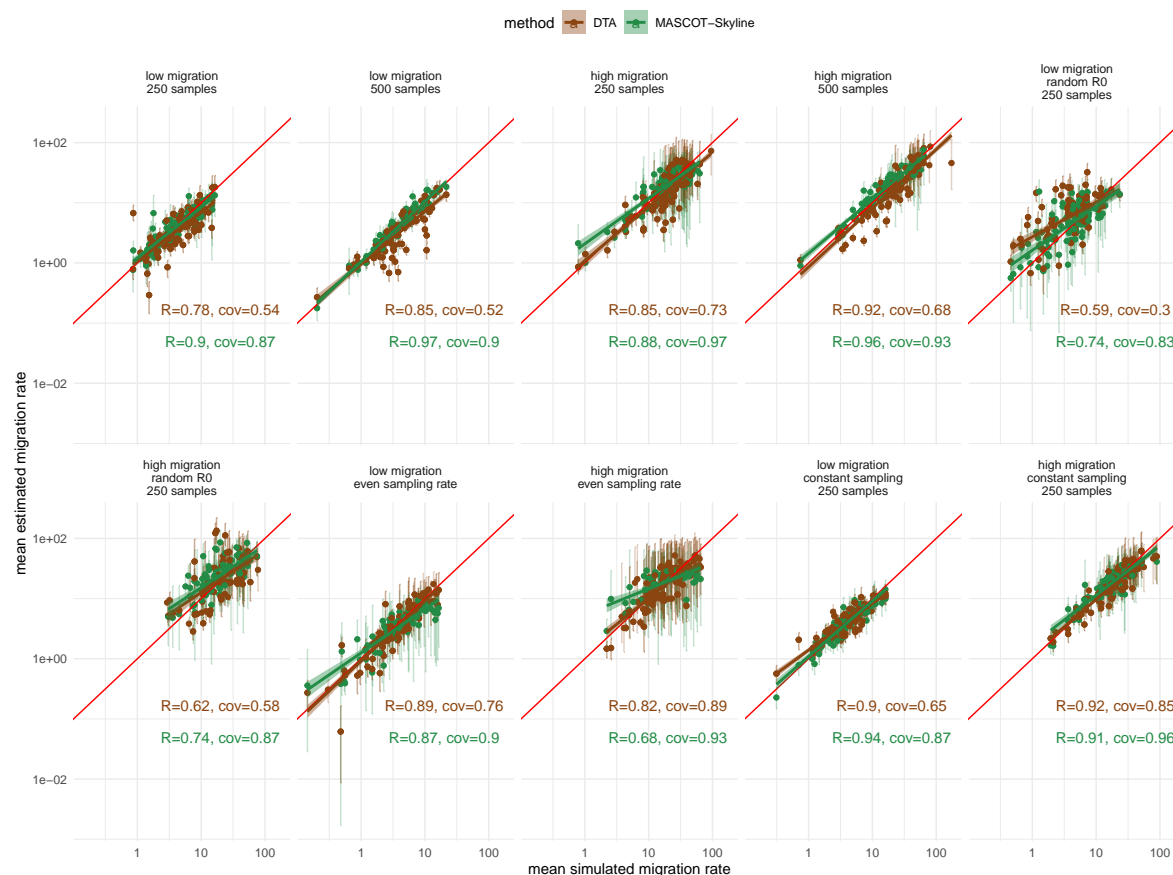 method DTA MASCOT−Skyline
low migration
250 samples
low migration
500 samples
high migration
250 samples
high migration
500 samples
low migration
random R0
250 samples
1e+02
1e+00
1e−02
R=0.78, cov=0.54
R=0.9, cov=0.87
R=0.85, cov=0.52
R=0.97, cov=0.9
R=0.85, cov=0.73
R=0.88, cov=0.97
R=0.92, cov=0.68
R=0.96, cov=0.93
R=0.59, cov=0.3
R=0.74, cov=0.83
mean estimated migration rate
high migration
random R0
250 samples
low migration
even sampling rate
high migration
even sampling rate
low migration
constant sampling
250 samples
high migration
constant sampling
250 samples
1e+02
1e+00
1e−02
R=0.62, cov=0.58
R=0.74, cov=0.87
R=0.89, cov=0.76
R=0.87, cov=0.9
R=0.82, cov=0.89
R=0.68, cov=0.93
R=0.9, cov=0.65
R=0.94, cov=0.87
R=0.92, cov=0.85
R=0.91, cov=0.96
1 10 100 1 10 100 1 10 100 1 10 100 1 10 100
mean simulated migration rate